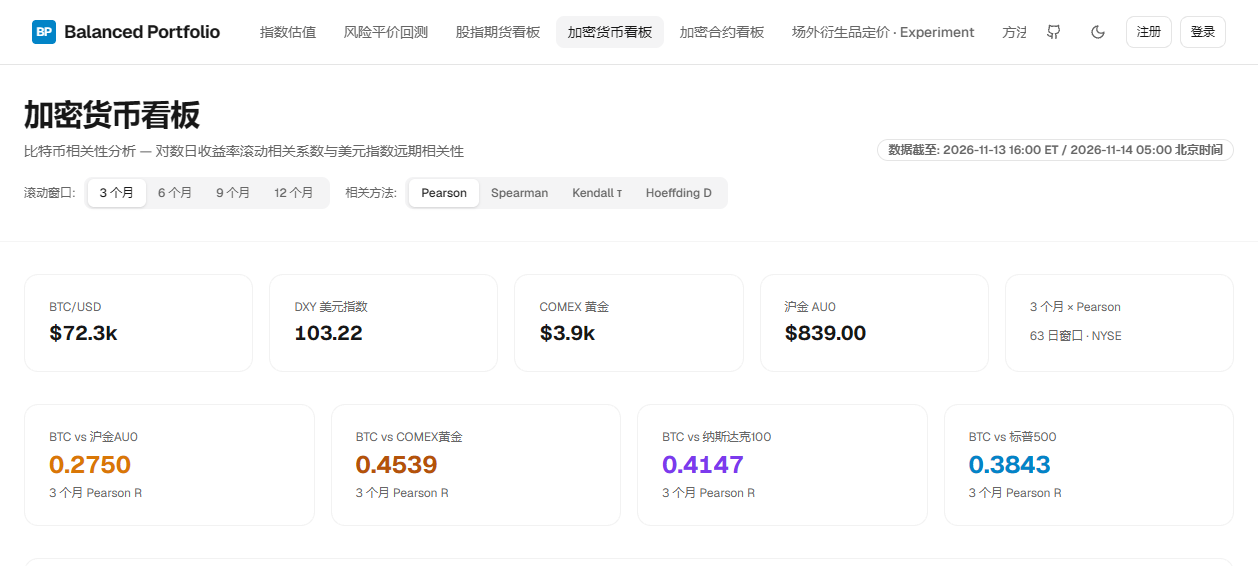 BP Balanced Portfolio 指数估值 风险平价回测 股指期货看板 加密货币看板 加密合约看板 场外衍生品定价 · Experiment 方法 注册 登录
加密货币看板
比特币相关性分析 — 对数日收益率滚动相关系数与美元指数远期相关性
数据截至: 2026-11-13 16:00 ET / 2026-11-14 05:00 北京时间
滚动窗口: 3 个月 6 个月 9 个月 12 个月 相关方法: Pearson Spearman Kendall τ Hoeffding D
BTC/USD
$72.3k
DXY 美元指数
103.22
COMEX 黄金
$3.9k
沪金 AU0
$839.00
3 个月 × Pearson
63 日窗口 · NYSE
BTC vs 沪金AU0
0.2750
3 个月 Pearson R
BTC vs COMEX黄金
0.4539
3 个月 Pearson R
BTC vs 纳斯达克100
0.4147
3 个月 Pearson R
BTC vs 标普500
0.3843
3 个月 Pearson R